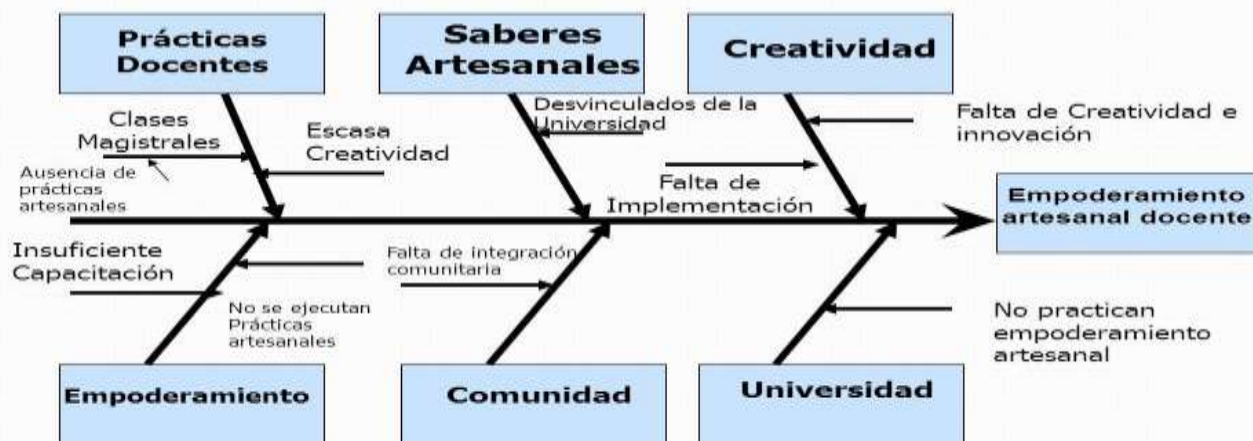 Prácticas
Docentes
Saberes
Artesanales
Creatividad
Clases
Magistrales
Escasa
Creatividad
Desvinculados de la
Universidad
Falta de Creatividad e
innovación
Ausencia de
prácticas
artesanales
Falta de
Implementación
Empoderamiento
artesanal docente
Insuficiente
Capacitación
Falta de integración
comunitaria
No se ejecutan
Prácticas
artesanales
No practican
empoderamiento
artesanal
Empoderamiento
Comunidad
Universidad